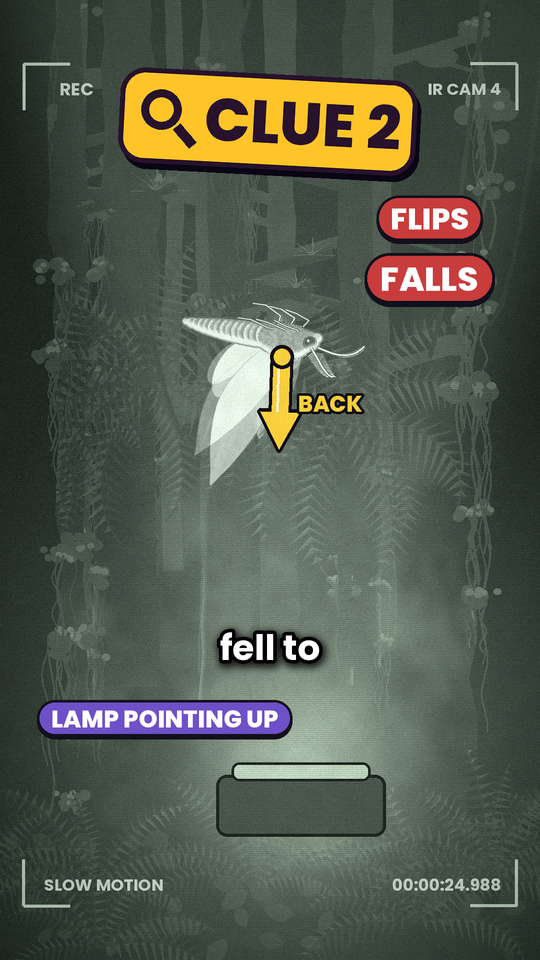 REC
IR CAM 4
CLUE 2
FLIPS
FALLS
BACK
fell to
LAMP POINTING UP
SLOW MOTION
00:00:24.988